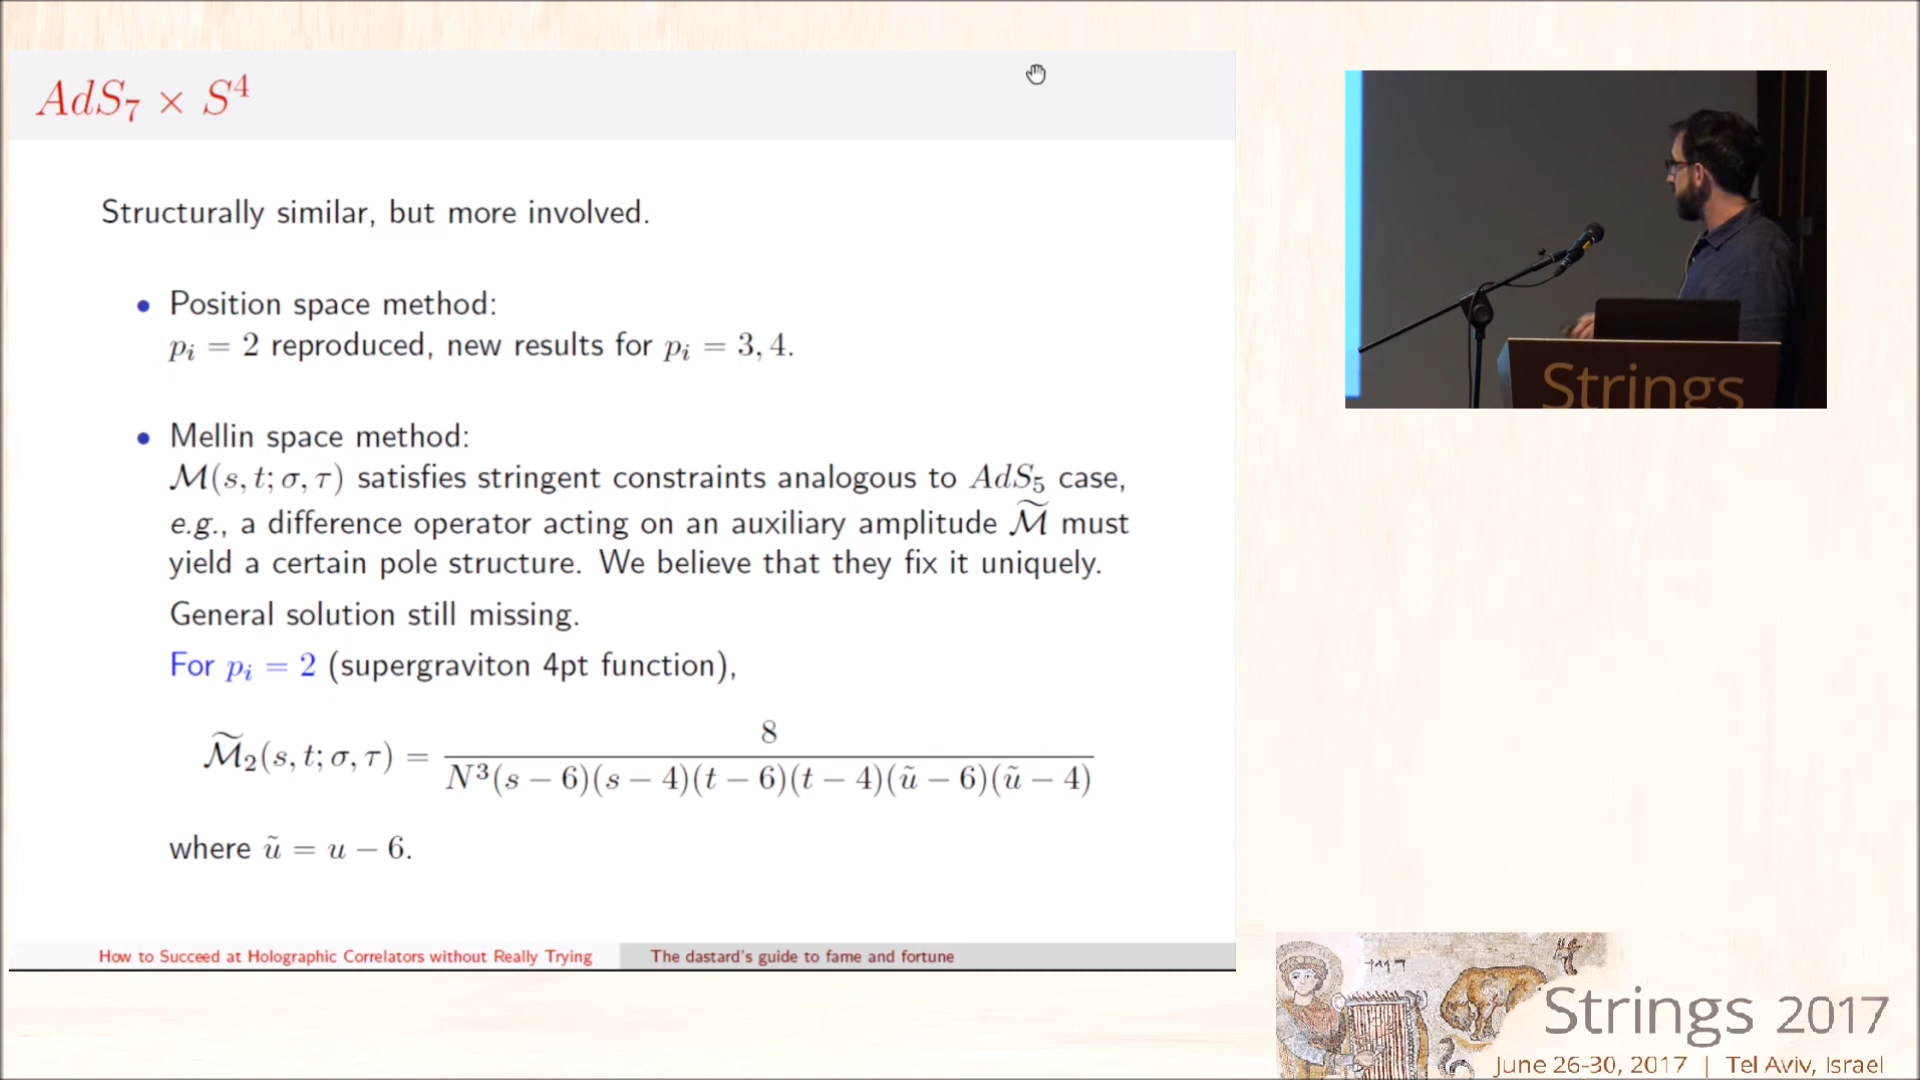 AdS₇ × S⁴
Structurally similar, but more involved.
• Position space method:
pᵢ = 2 reproduced, new results for pᵢ = 3, 4.
• Mellin space method:
ℳ(s, t; σ, τ) satisfies stringent constraints analogous to AdS₅ case,
e.g., a difference operator acting on an auxiliary amplitude ℳ̃ must
yield a certain pole structure. We believe that they fix it uniquely.
General solution still missing.
For pᵢ = 2 (supergraviton 4pt function),
ℳ̃₂(s, t; σ, τ) = 8 / N³(s − 6)(s − 4)(t − 6)(t − 4)(ũ − 6)(ũ − 4)
where ũ = u − 6.
How to Succeed at Holographic Correlators without Really Trying
The dastard's guide to fame and fortune
Strings
Strings 2017
June 26-30, 2017 | Tel Aviv, Israel